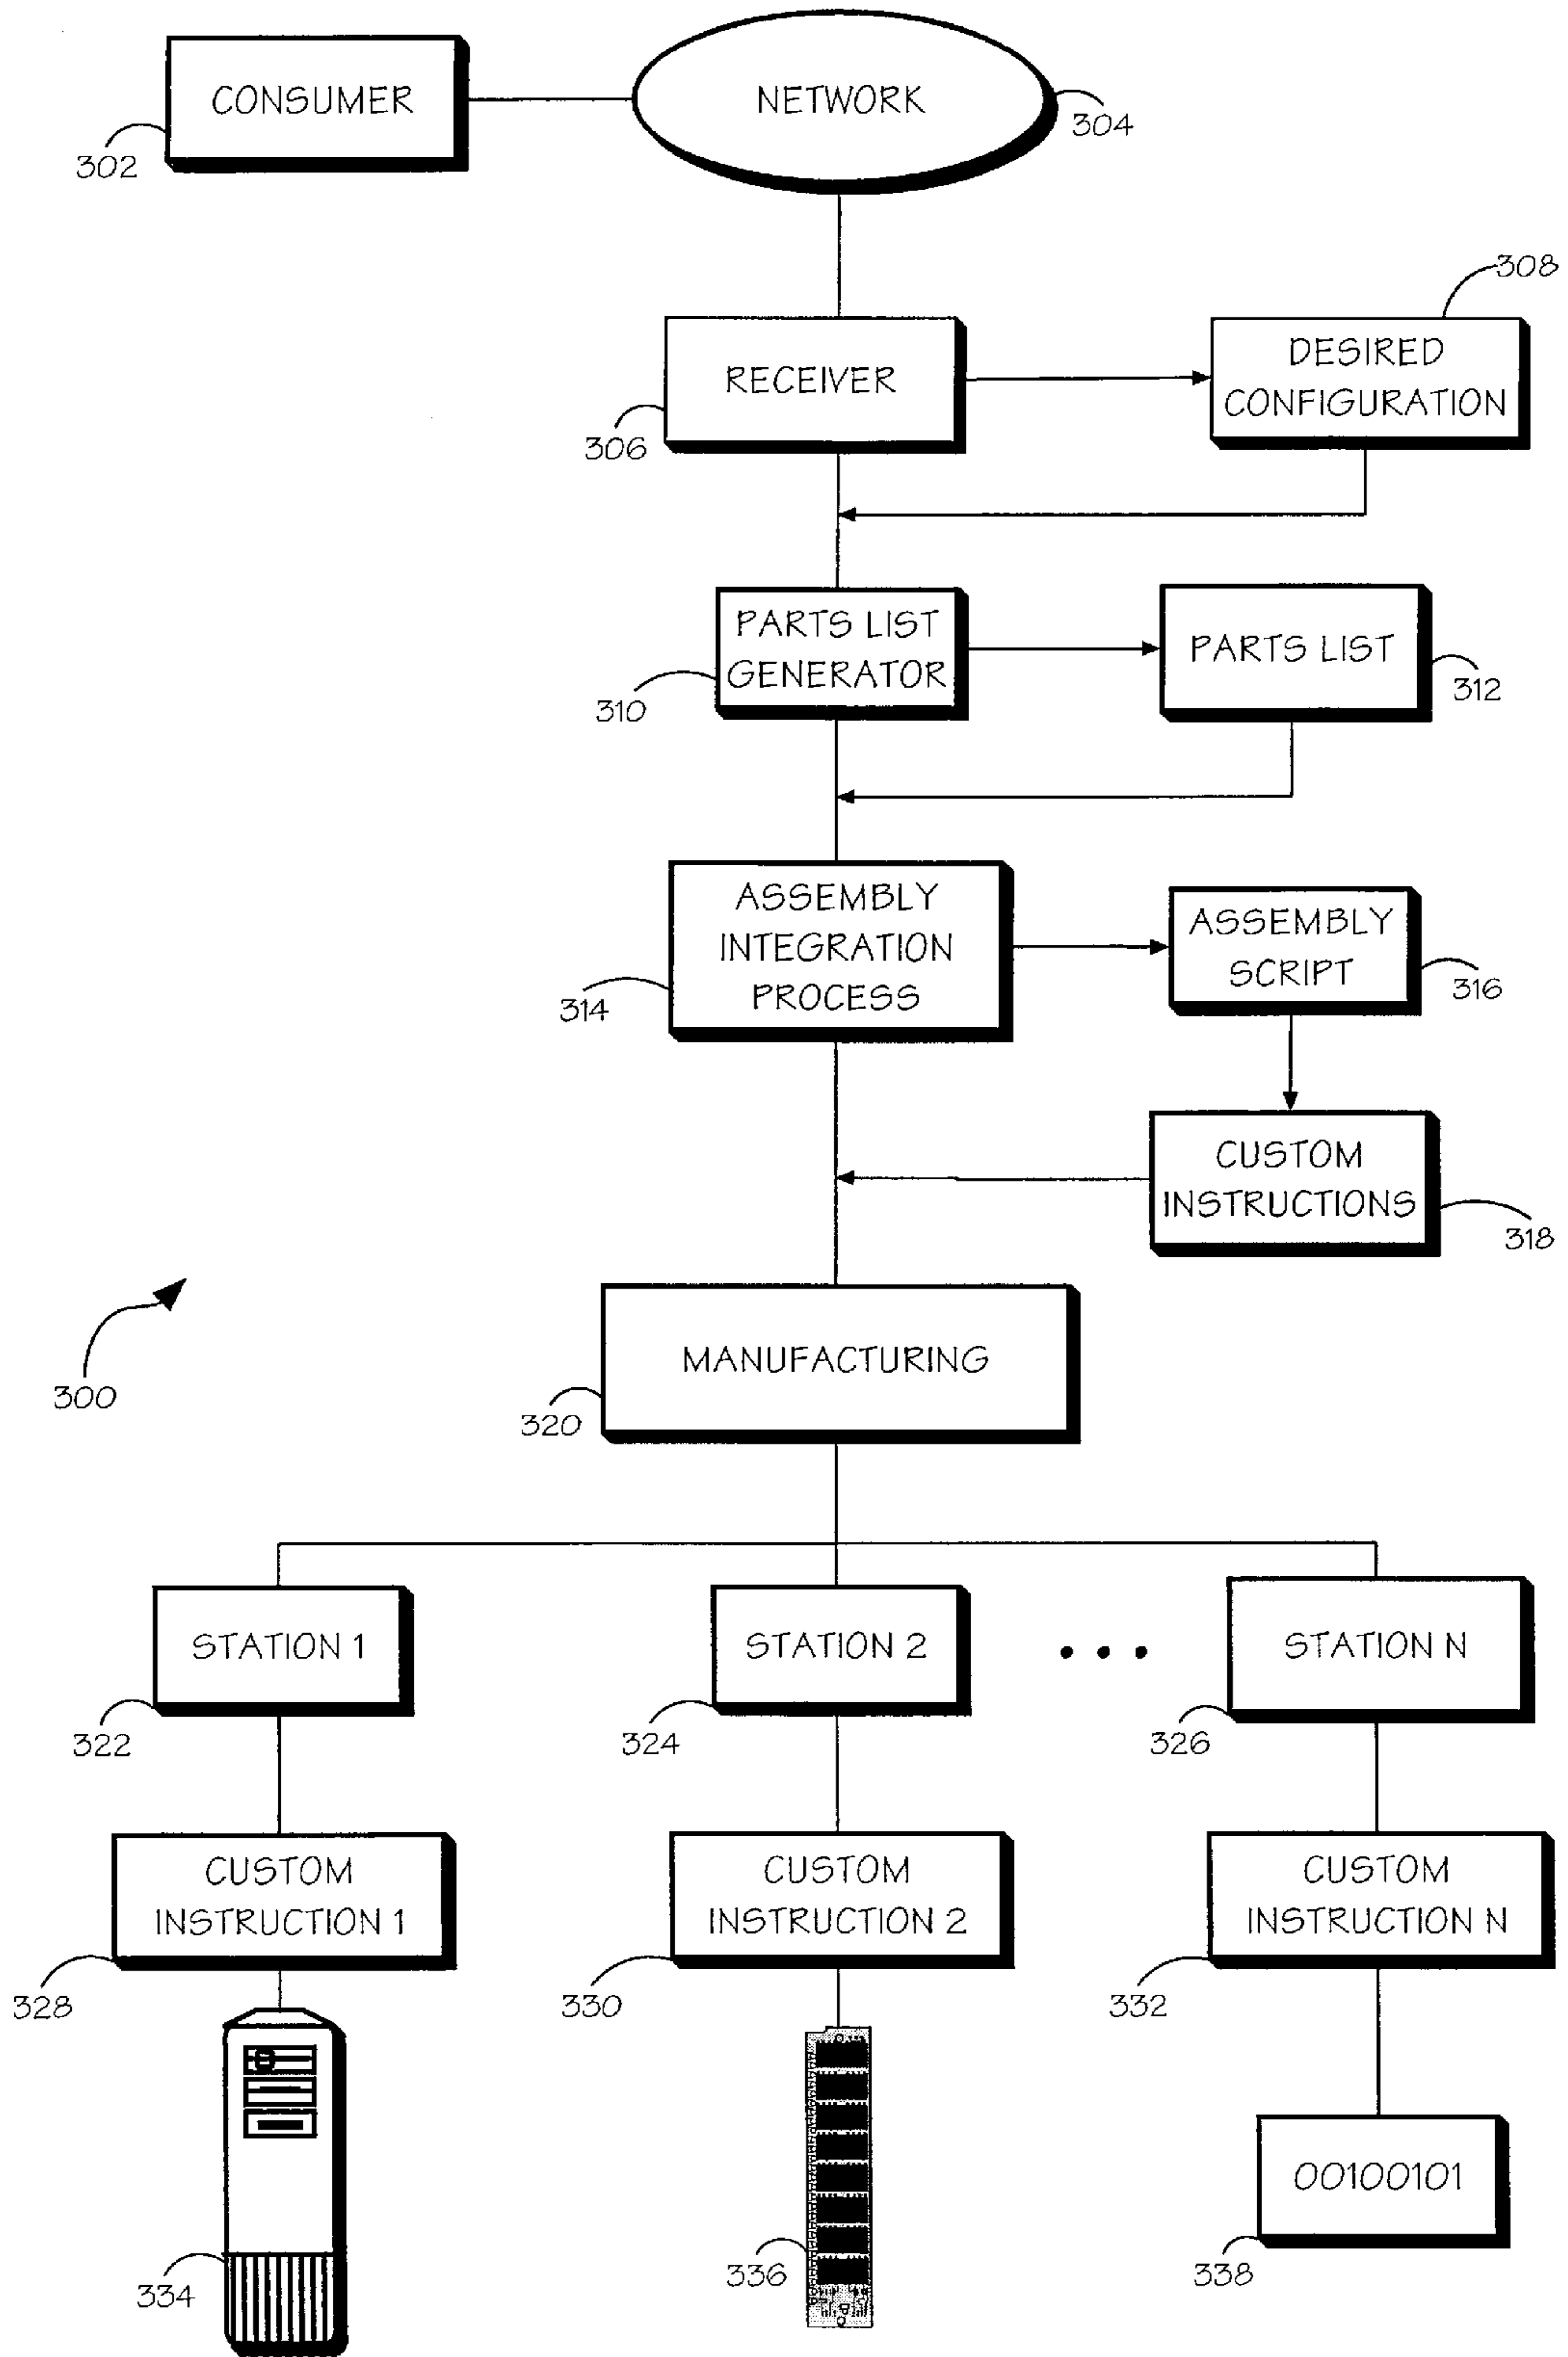 CONSUMER
NETWORK
302
304
308
RECEIVER
DESIRED
CONFIGURATION
306
PARTS LIST
GENERATOR
PARTS LIST
310
312
ASSEMBLY
INTEGRATION
PROCESS
ASSEMBLY
SCRIPT
314
316
CUSTOM
INSTRUCTIONS
318
300
MANUFACTURING
320
STATION 1
STATION 2
• • •
STATION N
322
324
326
CUSTOM
INSTRUCTION 1
CUSTOM
INSTRUCTION 2
CUSTOM
INSTRUCTION N
328
330
332
00100101
334
336
338